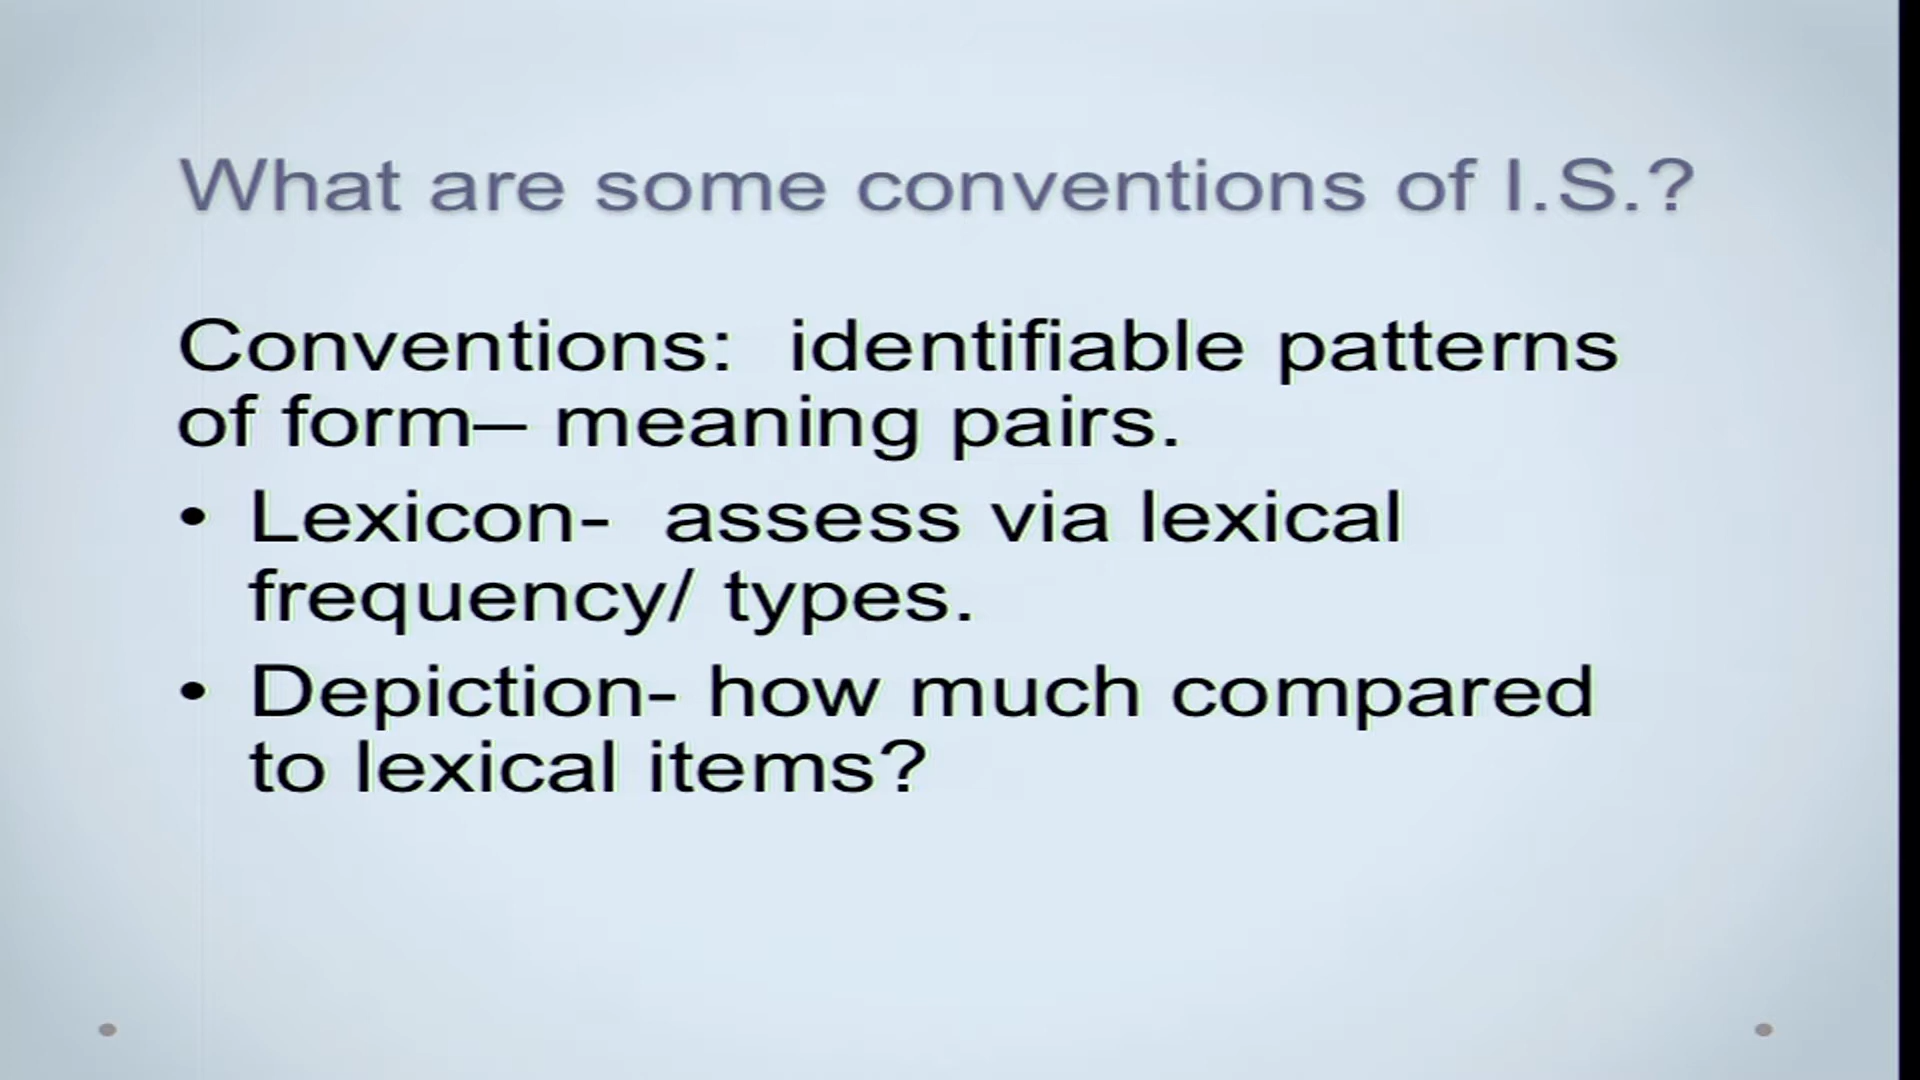 What are some conventions of I.S.?
Conventions:  identifiable patterns
of form– meaning pairs.
• Lexicon-  assess via lexical
frequency/ types.
• Depiction- how much compared
to lexical items?